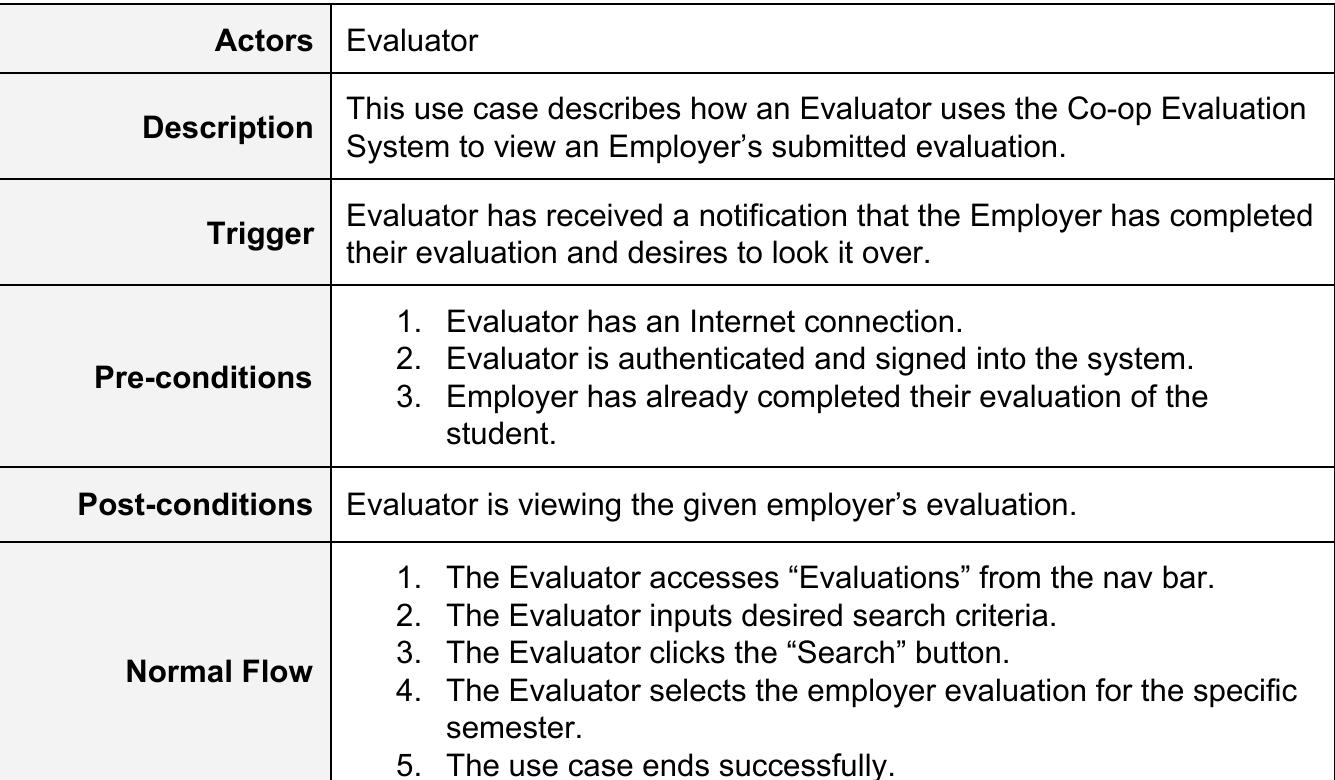 Actors
Evaluator
Description
This use case describes how an Evaluator uses the Co-op Evaluation
System to view an Employer’s submitted evaluation.
Trigger
Evaluator has received a notification that the Employer has completed
their evaluation and desires to look it over.
Pre-conditions
1. Evaluator has an Internet connection.
2. Evaluator is authenticated and signed into the system.
3. Employer has already completed their evaluation of the
student.
Post-conditions
Evaluator is viewing the given employer’s evaluation.
Normal Flow
1. The Evaluator accesses “Evaluations” from the nav bar.
2. The Evaluator inputs desired search criteria.
3. The Evaluator clicks the “Search” button.
4. The Evaluator selects the employer evaluation for the specific
semester.
5. The use case ends successfully.